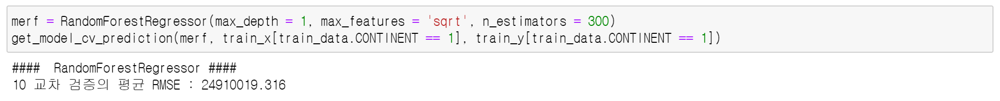 merf = RandomForestRegressor(max_depth = 1, max_features = 'sqrt', n_estimators = 300)
get_model_cv_prediction(merf, train_x[train_data.CONTINENT == 1], train_y[train_data.CONTINENT == 1])
####  RandomForestRegressor ####
10 교차 검증의 평균 RMSE : 24910019.316